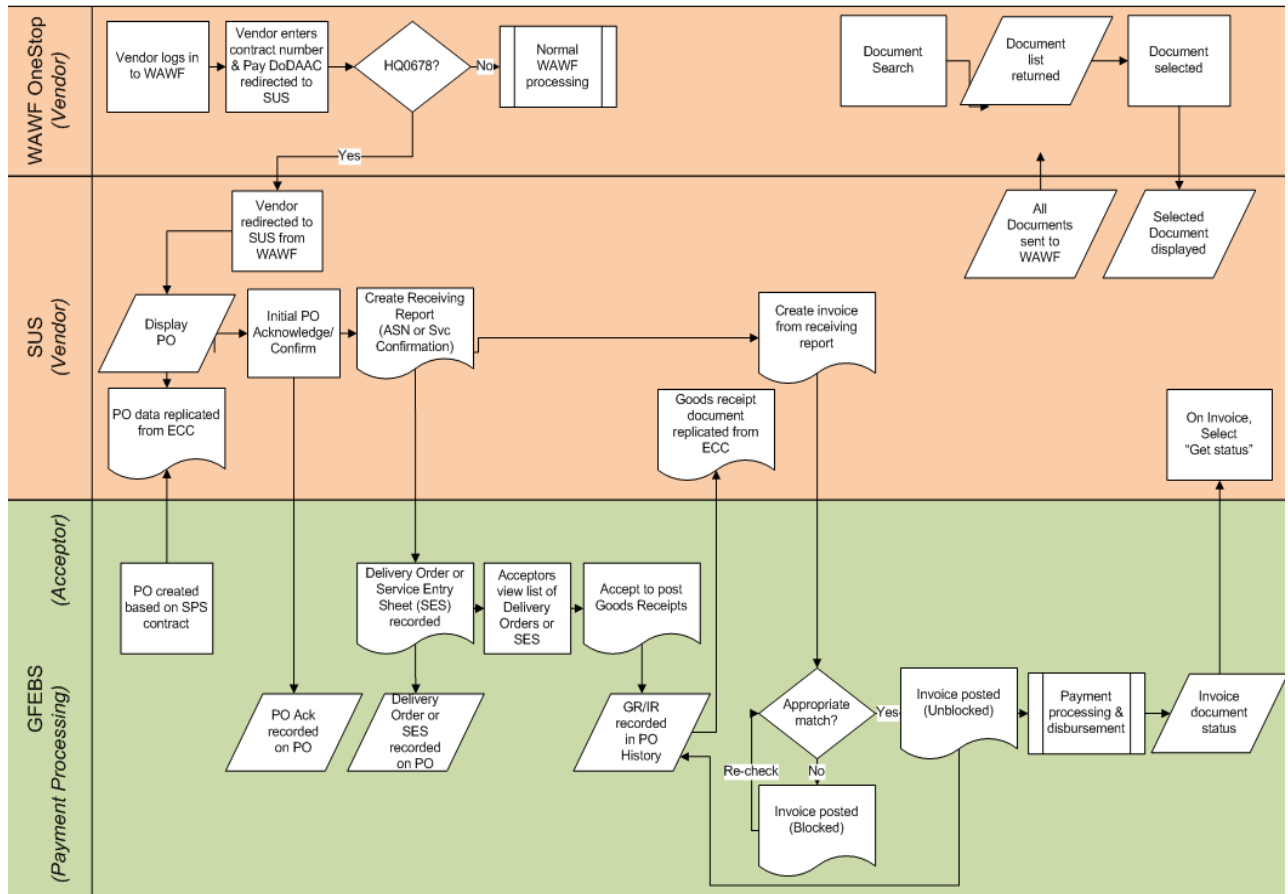 WAWF OneStop
(Vendor)
Vendor logs in
to WAWF
Vendor enters
contract number
& Pay DoDAAC
redirected to
SUS
HQ0678?
No
Normal
WAWF
processing
Document
Search
Document
list
returned
Document
selected
Yes
SUS
(Vendor)
Vendor
redirected to
SUS from
WAWF
All
Documents
sent to
WAWF
Selected
Document
displayed
Display
PO
Initial PO
Acknowledge/
Confirm
Create Receiving
Report
(ASN or Svc
Confirmation)
Create invoice
from receiving
report
PO data replicated
from ECC
Goods receipt
document
replicated from
ECC
On Invoice,
Select
“Get status”
GFEBS
(Acceptor)
PO created
based on SPS
contract
Delivery Order or
Service Entry
Sheet (SES)
recorded
Acceptors
view list of
Delivery
Orders or
SES
Accept to post
Goods Receipts
(Payment Processing)
PO Ack
recorded
on PO
Delivery
Order or
SES
recorded
on PO
GR/IR
recorded
in PO
History
Appropriate
match?
Yes
Invoice posted
(Unblocked)
Payment
processing &
disbursement
Invoice
document
status
Re-check
No
Invoice posted
(Blocked)